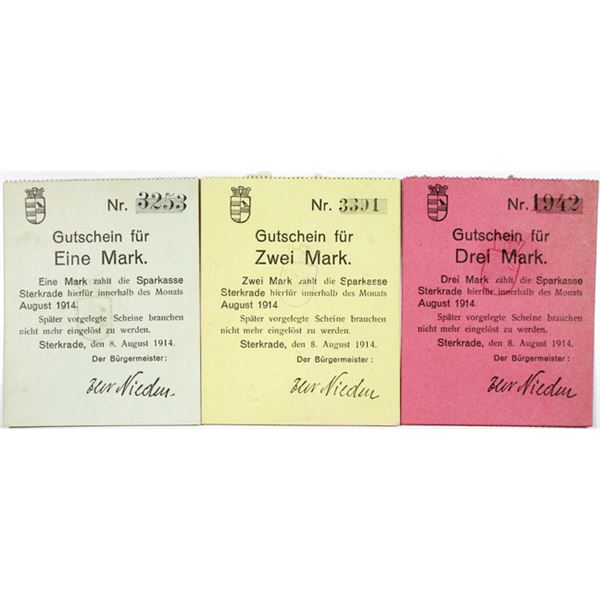 Nr. 3253
Gutschein für
Eine Mark.
Eine Mark zahlt die Sparkasse
Sterkrade hierfür innerhalb des Monats
August 1914.
Später vorgelegte Scheine brauchen
nicht mehr eingelöst zu werden.
Sterkrade, den 8. August 1914.
Der Bürgermeister:
zur Nieden.
Nr. 3391
Gutschein für
Zwei Mark.
Zwei Mark zahlt die Sparkasse
Sterkrade hierfür innerhalb des Monats
August 1914.
Später vorgelegte Scheine brauchen
nicht mehr eingelöst zu werden.
Sterkrade, den 8. August 1914.
Der Bürgermeister:
zur Nieden
Nr. 1942
Gutschein für
Drei Mark.
Drei Mark zahlt die Sparkasse
Sterkrade hierfür innerhalb des Monats
August 1914.
Später vorgelegte Scheine brauchen
nicht mehr eingelöst zu werden.
Sterkrade, den 8. August 1914.
Der Bürgermeister:
zur Nieden